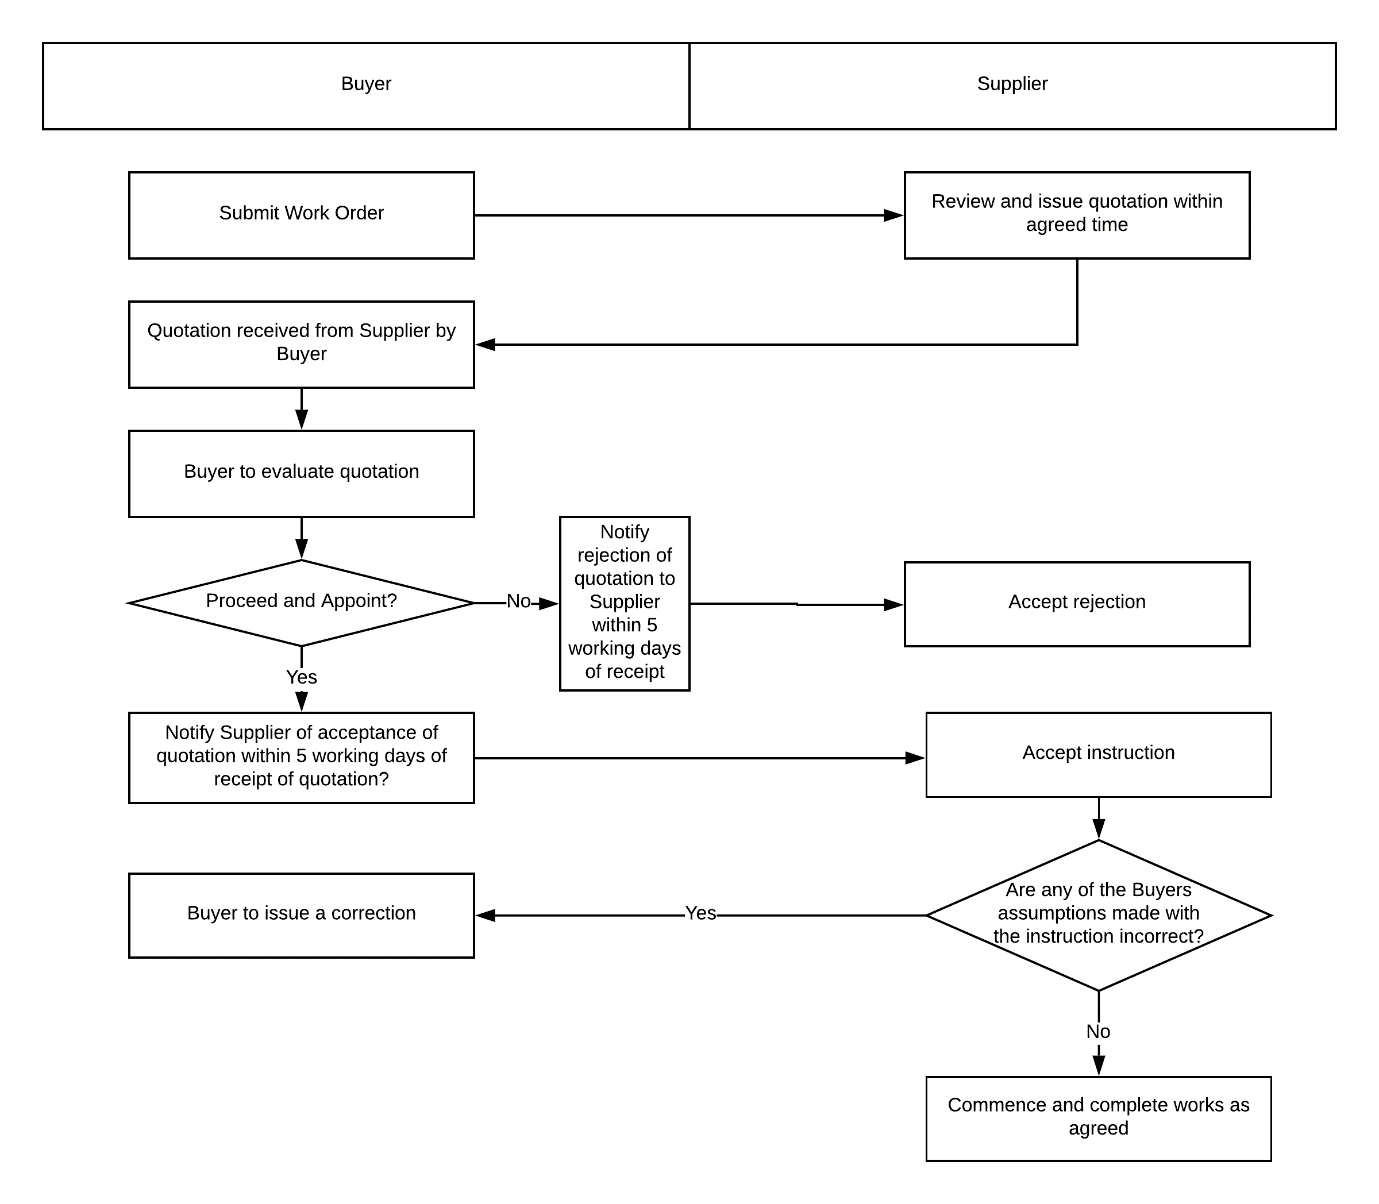 Buyer
Supplier
Submit Work Order
Review and issue quotation within
agreed time
Quotation received from Supplier by
Buyer
Buyer to evaluate quotation
Proceed and Appoint?
No
Notify
rejection of
quotation to
Supplier
within 5
working days
of receipt
Accept rejection
Yes
Notify Supplier of acceptance of
quotation within 5 working days of
receipt of quotation?
Accept instruction
Are any of the Buyers
assumptions made with
the instruction incorrect?
Yes
Buyer to issue a correction
No
Commence and complete works as
agreed